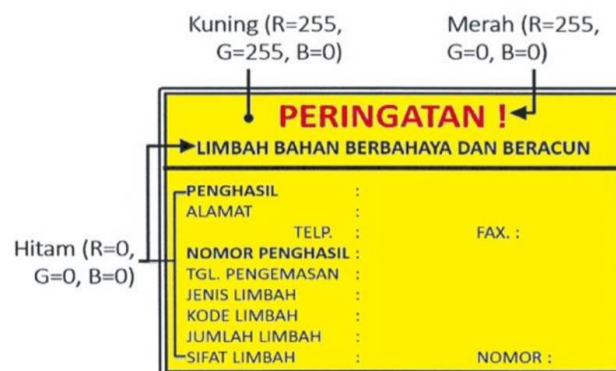 Kuning (R=255,
G=255, B=0)
Merah (R=255,
G=0, B=0)
PERINGATAN !
LIMBAH BAHAN BERBAHAYA DAN BERACUN
PENGHASIL :
ALAMAT :
TELP. : FAX. :
NOMOR PENGHASIL :
TGL. PENGEMASAN :
JENIS LIMBAH :
KODE LIMBAH :
JUMLAH LIMBAH :
SIFAT LIMBAH : NOMOR :
Hitam (R=0,
G=0, B=0)